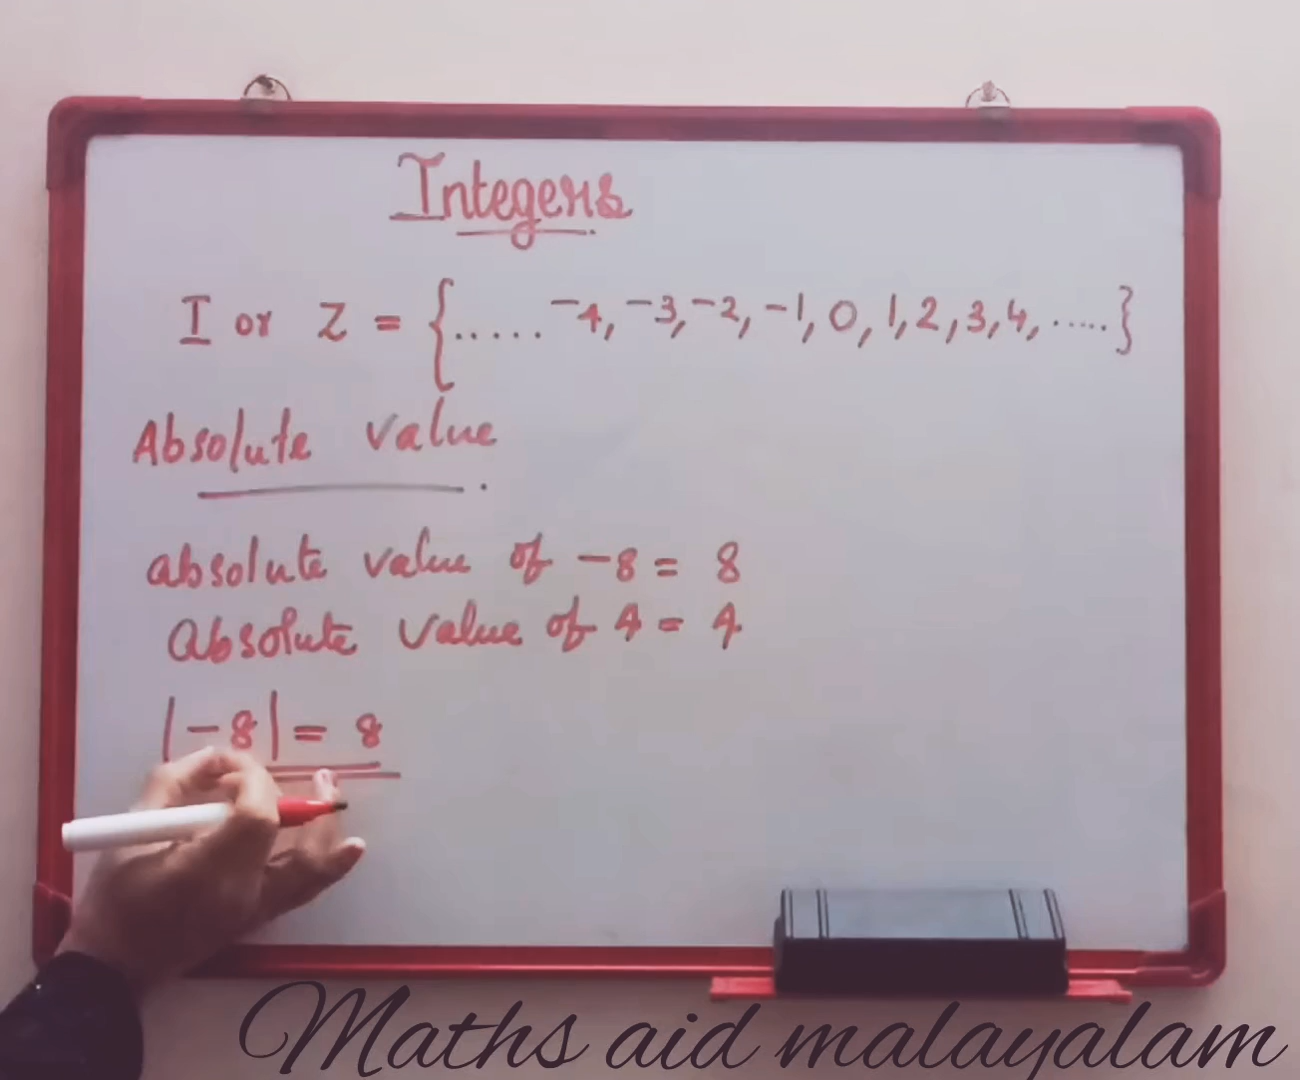 Integers
I or Z = {..... -4, -3, -2, -1, 0, 1, 2, 3, 4, .....}
Absolute value
absolute value of -8 = 8
absolute value of 4 = 4
|-8| = 8
Maths aid malayalam